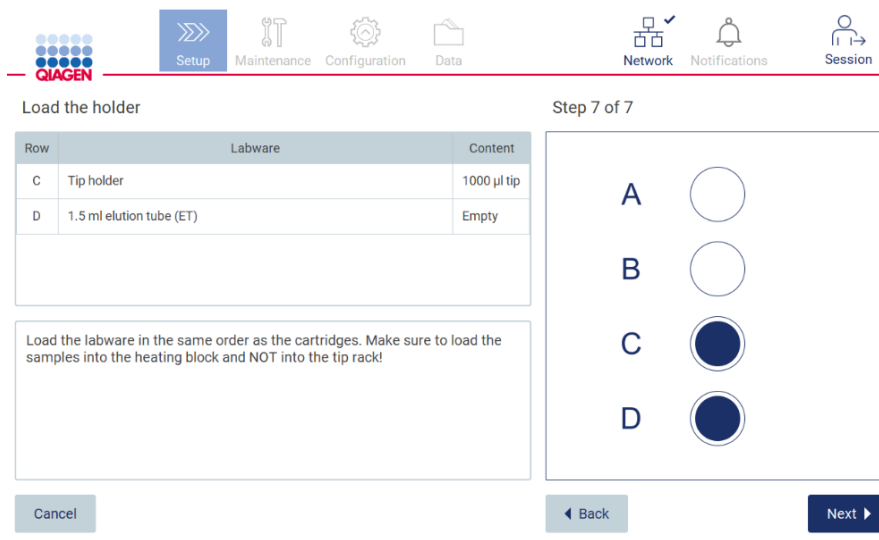 Setup
Maintenance
Configuration
Data
Network
Notifications
Session
QIAGEN
Load the holder
Step 7 of 7
Row Labware Content
C Tip holder 1000 µl tip
D 1.5 ml elution tube (ET) Empty
Load the labware in the same order as the cartridges. Make sure to load the
samples into the heating block and NOT into the tip rack!
A
B
C
D
Cancel
Back
Next